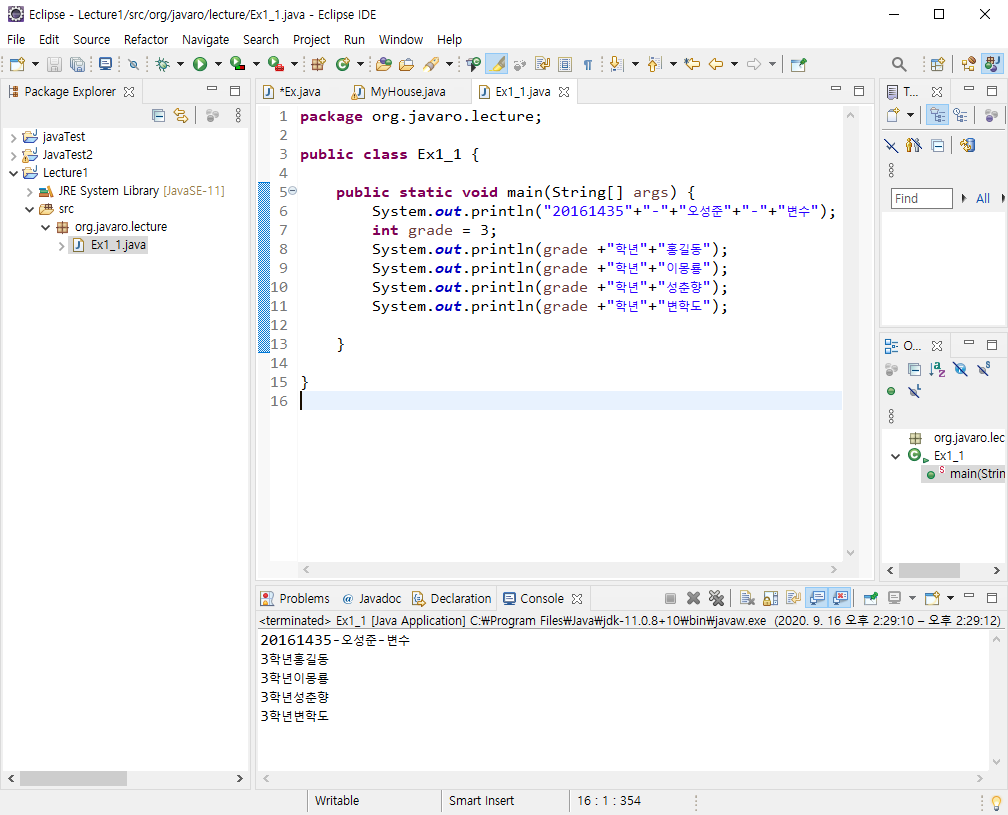 Eclipse - Lecture1/src/org/javaro/lecture/Ex1_1.java - Eclipse IDE
File Edit Source Refactor Navigate Search Project Run Window Help
Package Explorer
*Ex.java MyHouse.java Ex1_1.java
T...
javaTest
JavaTest2
Lecture1
JRE System Library [JavaSE-11]
src
org.javaro.lecture
Ex1_1.java
1 package org.javaro.lecture;
2
3 public class Ex1_1 {
4
5 public static void main(String[] args) {
6 System.out.println("20161435"+"-"+"오성준"+"-"+"변수");
7 int grade = 3;
8 System.out.println(grade +"학년"+"홍길동");
9 System.out.println(grade +"학년"+"이몽룡");
10 System.out.println(grade +"학년"+"성춘향");
11 System.out.println(grade +"학년"+"변학도");
12
13 }
14
15 }
16
Find All
O...
org.javaro.lec
Ex1_1
main(Strin
Problems @ Javadoc Declaration Console
<terminated> Ex1_1 [Java Application] C:₩Program Files₩Java₩jdk-11.0.8+10₩bin₩javaw.exe (2020. 9. 16 오후 2:29:10 – 오후 2:29:12)
20161435-오성준-변수
3학년홍길동
3학년이몽룡
3학년성춘향
3학년변학도
Writable Smart Insert 16 : 1 : 354